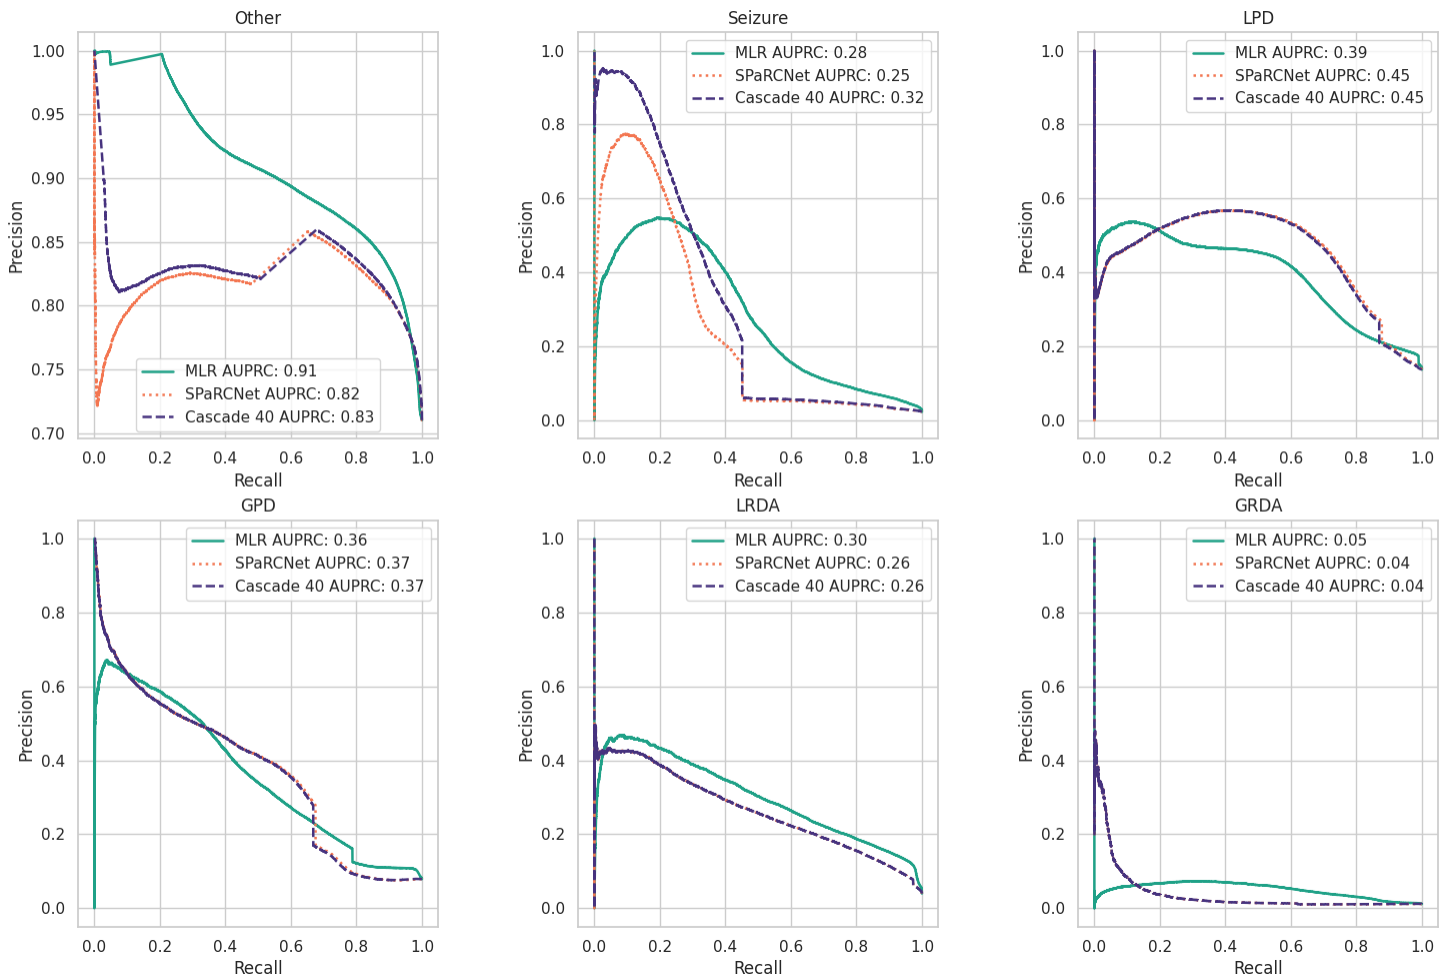 Other
Precision
1.00
0.95
0.90
0.85
0.80
0.75
0.70
MLR AUPRC: 0.91
SPaRCNet AUPRC: 0.82
Cascade 40 AUPRC: 0.83
0.0 0.2 0.4 0.6 0.8 1.0
Recall
Seizure
Precision
1.0
0.8
0.6
0.4
0.2
0.0
MLR AUPRC: 0.28
SPaRCNet AUPRC: 0.25
Cascade 40 AUPRC: 0.32
0.0 0.2 0.4 0.6 0.8 1.0
Recall
LPD
Precision
1.0
0.8
0.6
0.4
0.2
0.0
MLR AUPRC: 0.39
SPaRCNet AUPRC: 0.45
Cascade 40 AUPRC: 0.45
0.0 0.2 0.4 0.6 0.8 1.0
Recall
GPD
Precision
1.0
0.8
0.6
0.4
0.2
0.0
MLR AUPRC: 0.36
SPaRCNet AUPRC: 0.37
Cascade 40 AUPRC: 0.37
0.0 0.2 0.4 0.6 0.8 1.0
Recall
LRDA
Precision
1.0
0.8
0.6
0.4
0.2
0.0
MLR AUPRC: 0.30
SPaRCNet AUPRC: 0.26
Cascade 40 AUPRC: 0.26
0.0 0.2 0.4 0.6 0.8 1.0
Recall
GRDA
Precision
1.0
0.8
0.6
0.4
0.2
0.0
MLR AUPRC: 0.05
SPaRCNet AUPRC: 0.04
Cascade 40 AUPRC: 0.04
0.0 0.2 0.4 0.6 0.8 1.0
Recall